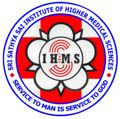 SRI SATHYA SAI INSTITUTE OF HIGHER MEDICAL SCIENCES
IHMS
• SERVICE TO MAN IS SERVICE TO GOD •